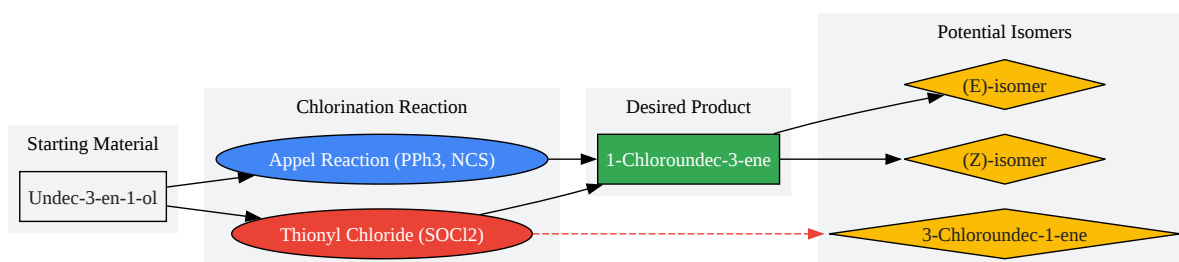 Starting Material
Undec-3-en-1-ol
Chlorination Reaction
Appel Reaction (PPh3, NCS)
Thionyl Chloride (SOCl2)
Desired Product
1-Chloroundec-3-ene
Potential Isomers
(E)-isomer
(Z)-isomer
3-Chloroundec-1-ene